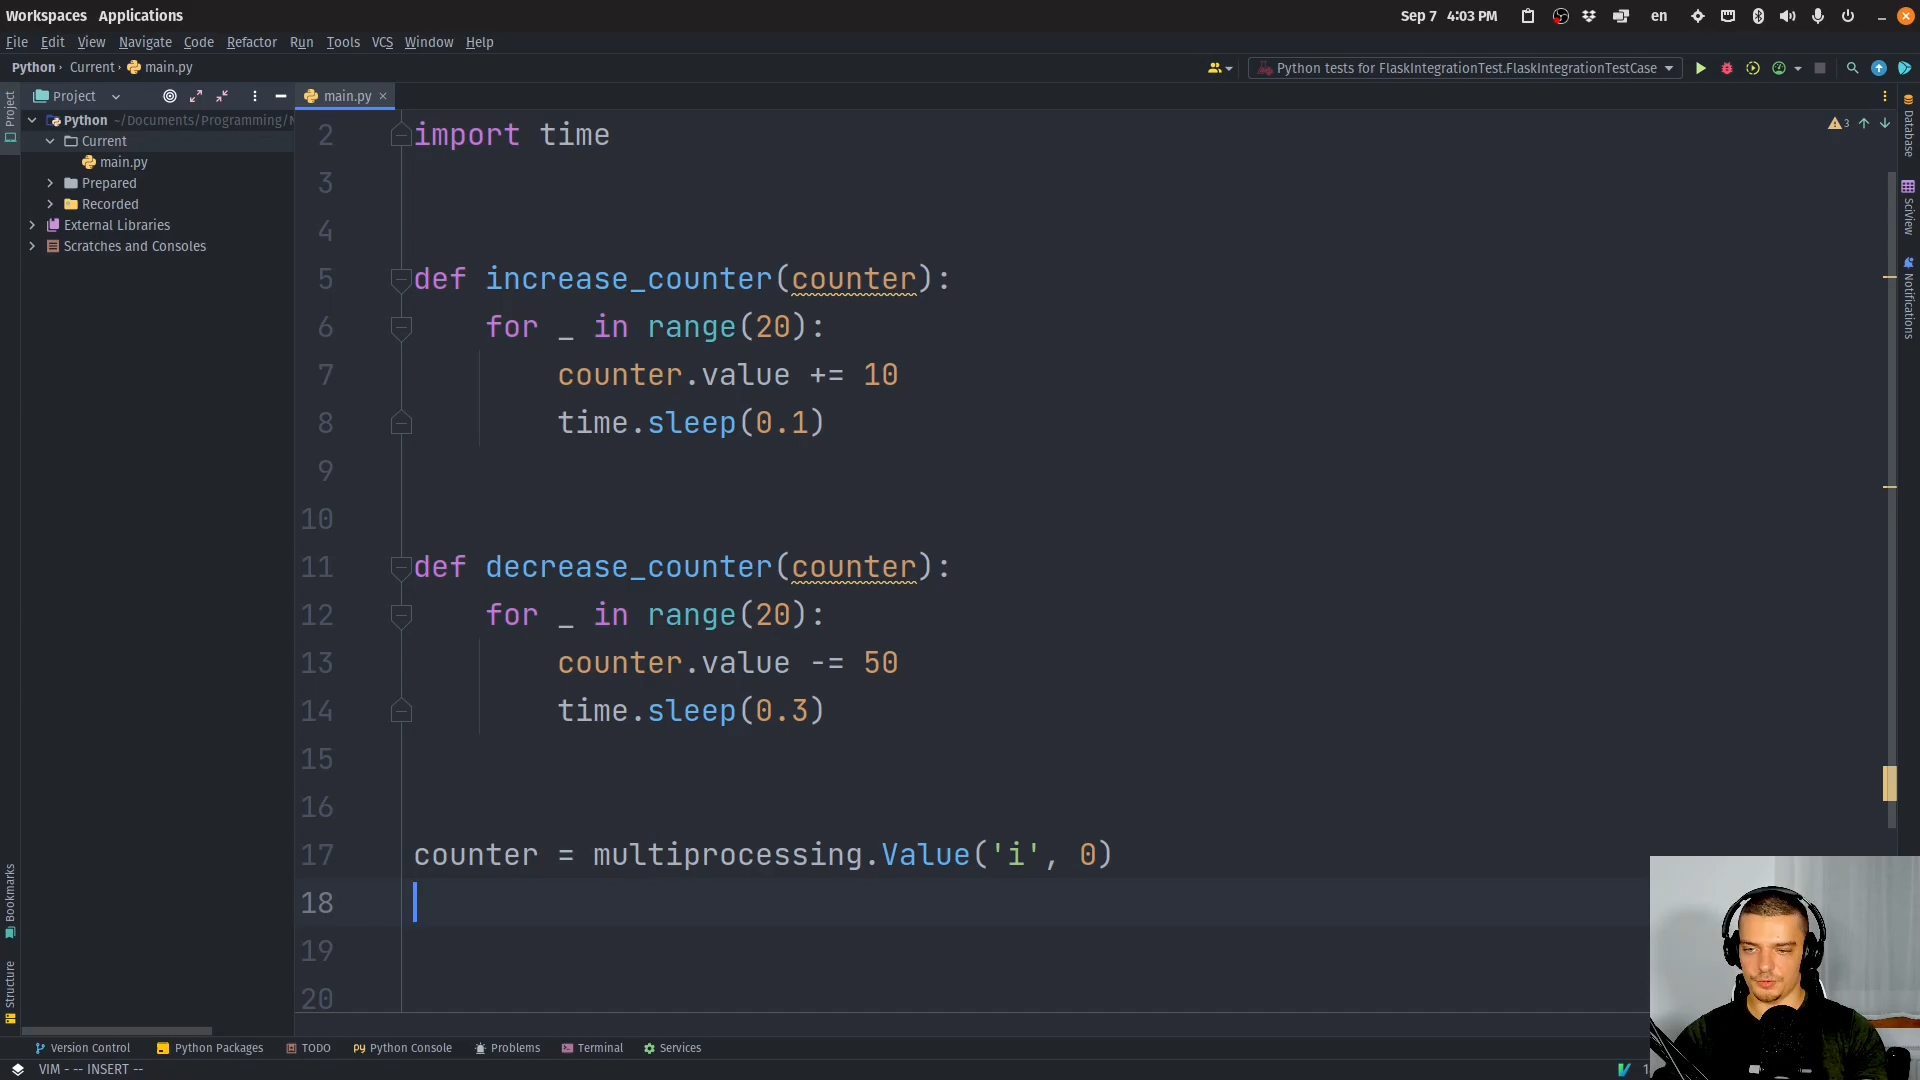 Workspaces Applications
Sep 7 4:03 PM
en
File Edit View Navigate Code Refactor Run Tools VCS Window Help
Python › Current › main.py
Python tests for FlaskIntegrationTest.FlaskIntegrationTestCase
Project
main.py
Python ~/Documents/Programming/N
Current
main.py
Prepared
Recorded
External Libraries
Scratches and Consoles
3
2 import time
3
4
5 def increase_counter(counter):
6 for _ in range(20):
7 counter.value += 10
8 time.sleep(0.1)
9
10
11 def decrease_counter(counter):
12 for _ in range(20):
13 counter.value -= 50
14 time.sleep(0.3)
15
16
17 counter = multiprocessing.Value('i', 0)
18
19
20
Project
Bookmarks
Structure
Database
SciView
Notifications
Version Control Python Packages TODO Python Console Problems Terminal Services
VIM - -- INSERT --